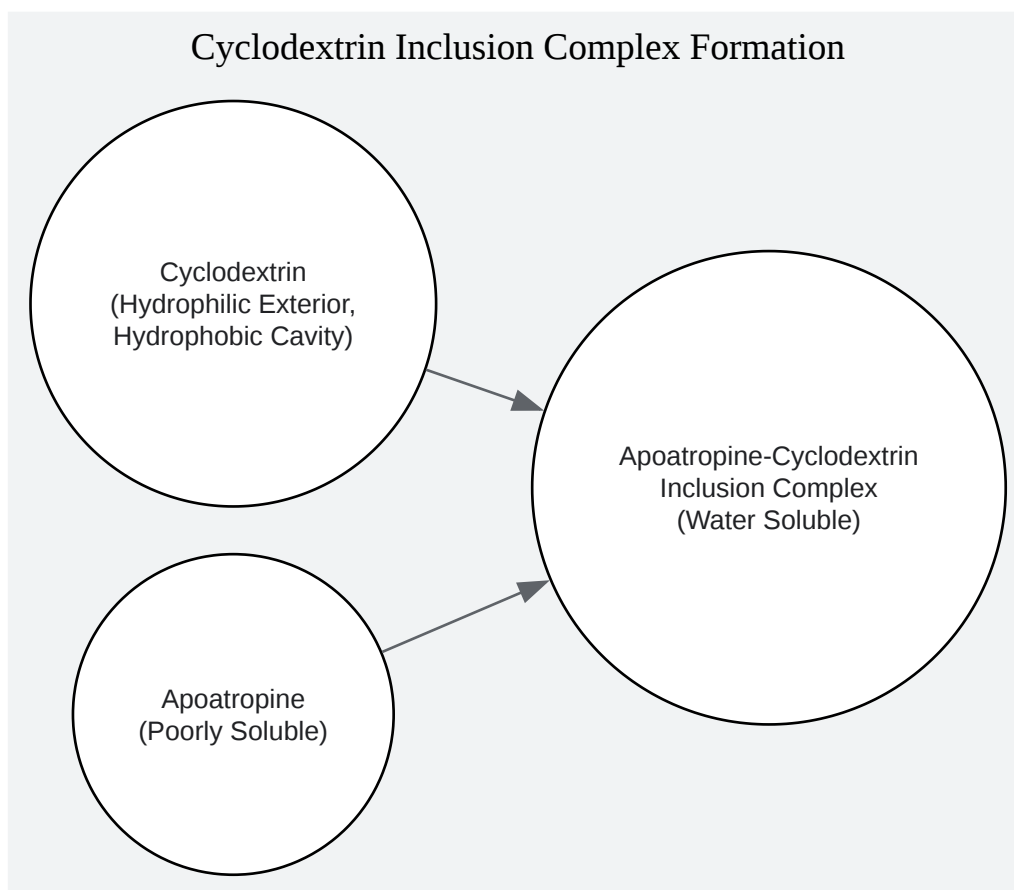 Cyclodextrin Inclusion Complex Formation
Cyclodextrin
(Hydrophilic Exterior,
Hydrophobic Cavity)
Apoatropine-Cyclodextrin
Inclusion Complex
(Water Soluble)
Apoatropine
(Poorly Soluble)